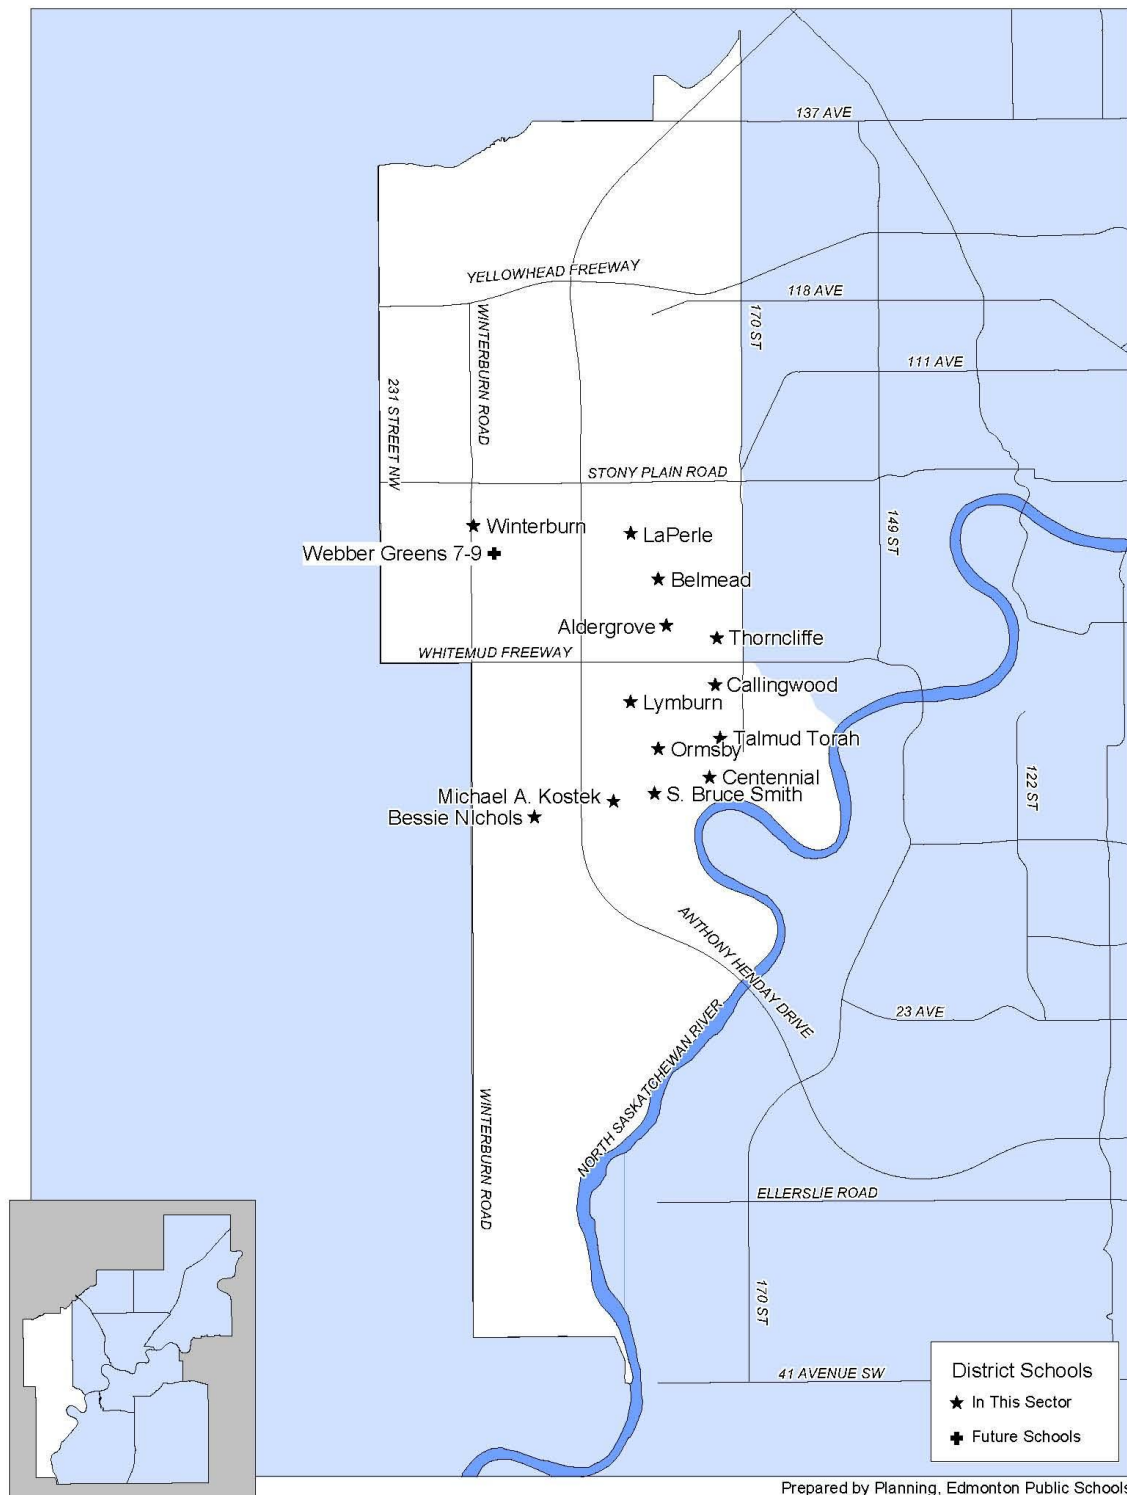 137 AVE
YELLOWHEAD FREEWAY
118 AVE
WINTERBURN ROAD
170 ST
111 AVE
231 STREET NW
STONY PLAIN ROAD
149 ST
Winterburn
LaPerle
Webber Greens 7-9
Belmead
Aldergrove
Thorncliffe
WHITEMUD FREEWAY
Callingwood
Lymburn
Talmud Torah
Ormsby
122 ST
Centennial
S. Bruce Smith
Michael A. Kostek
Bessie NIchols
ANTHONY HENDAY DRIVE
NORTH SASKATCHEWAN RIVER
23 AVE
WINTERBURN ROAD
ELLERSLIE ROAD
170 ST
41 AVENUE SW
District Schools
In This Sector
Future Schools
Prepared by Planning, Edmonton Public Schools